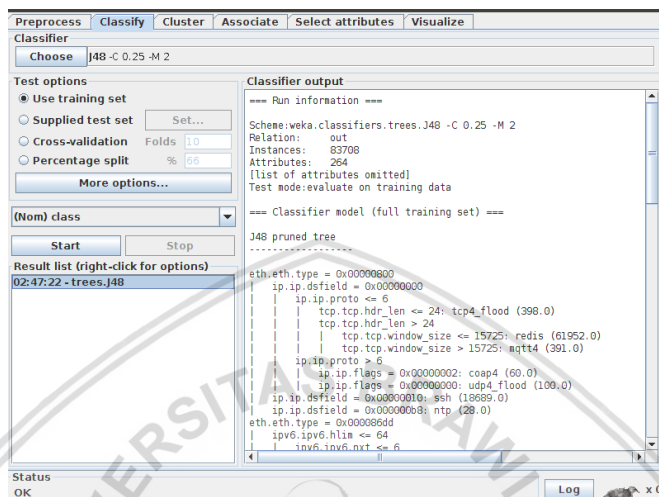 Preprocess Classify Cluster Associate Select attributes Visualize
Classifier
Choose J48 -C 0.25 -M 2
Test options
Use training set
Supplied test set Set...
Cross-validation Folds 10
Percentage split % 66
More options...
(Nom) class
Start Stop
Result list (right-click for options)
02:47:22 - trees.J48
Classifier output
=== Run information ===
Scheme:weka.classifiers.trees.J48 -C 0.25 -M 2
Relation: out
Instances: 83708
Attributes: 264
[list of attributes omitted]
Test mode:evaluate on training data
=== Classifier model (full training set) ===
J48 pruned tree
------------------
eth.eth.type = 0x00000800
| ip.ip.dsfield = 0x00000000
| | ip.ip.proto <= 6
| | | tcp.tcp.hdr_len <= 24: tcp4_flood (398.0)
| | | tcp.tcp.hdr_len > 24
| | | | tcp.tcp.window_size <= 15725: redis (61952.0)
| | | | tcp.tcp.window_size > 15725: mqtt4 (391.0)
| | ip.ip.proto > 6
| | | ip.ip.flags = 0x00000002: coap4 (60.0)
| | | ip.ip.flags = 0x00000000: udp4_flood (100.0)
| ip.ip.dsfield = 0x00000010: ssh (18689.0)
| ip.ip.dsfield = 0x000000b8: ntp (28.0)
eth.eth.type = 0x000086dd
| ipv6.ipv6.hlim <= 64
| | ipv6.ipv6.nxt <= 6
Status
OK
Log x 0
ERSITAS BRAWI